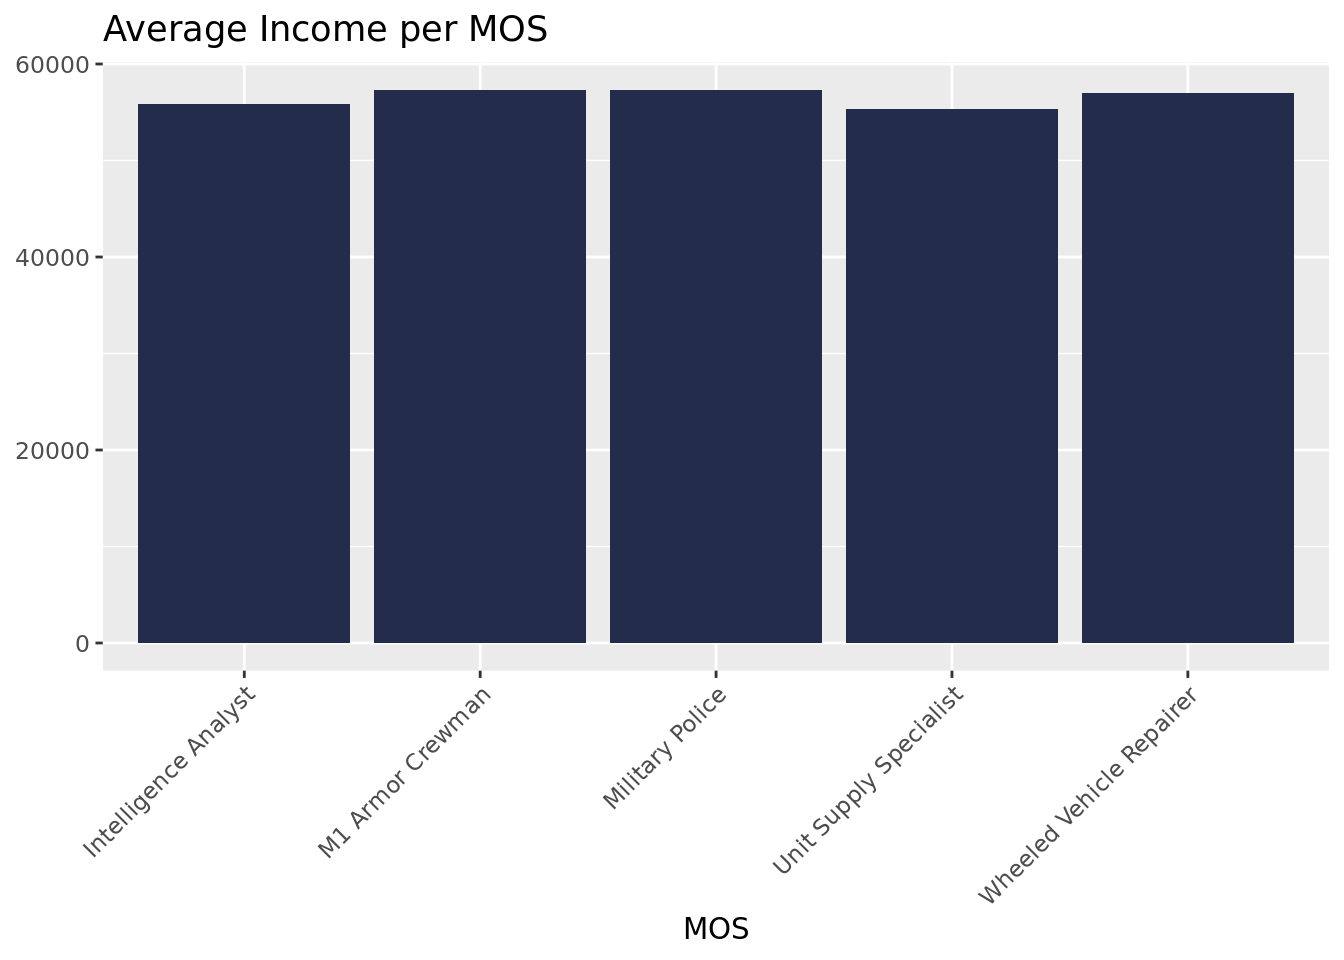 Average Income per MOS
60000
40000
20000
0
Intelligence Analyst
M1 Armor Crewman
Military Police
Unit Supply Specialist
Wheeled Vehicle Repairer
MOS